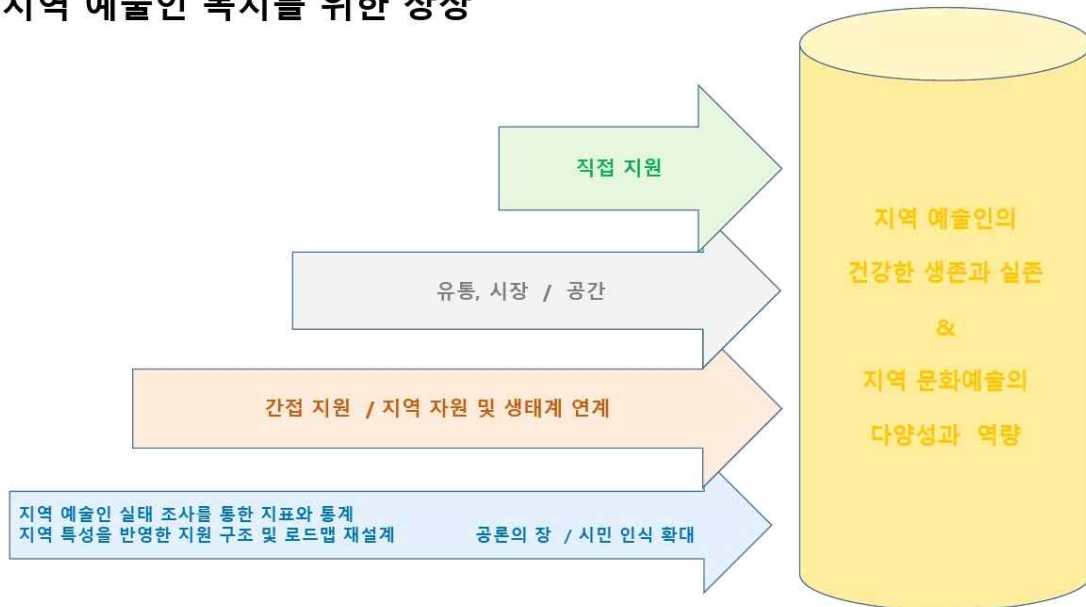 지역 예술인 복지를 위한 상상
직접 지원
유통, 시장 / 공간
간접 지원 / 지역 자원 및 생태계 연계
지역 예술인 실태 조사를 통한 지표와 통계
지역 특성을 반영한 지원 구조 및 로드맵 재설계 공론의 장 / 시민 인식 확대
지역 예술인의
건강한 생존과 실존
&
지역 문화예술의
다양성과 역량